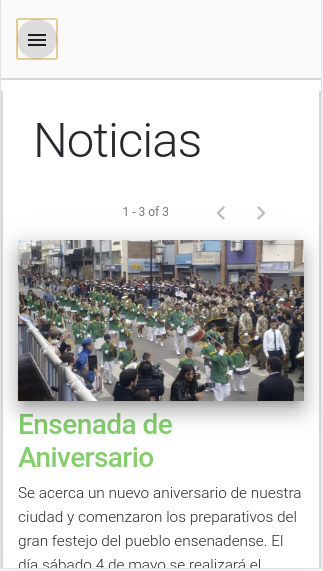 Noticias
1 - 3 of 3
Ensenada de
Aniversario
Se acerca un nuevo aniversario de nuestra
ciudad y comenzaron los preparativos del
gran festejo del pueblo ensenadense. El
día sábado 4 de mayo se realizará el